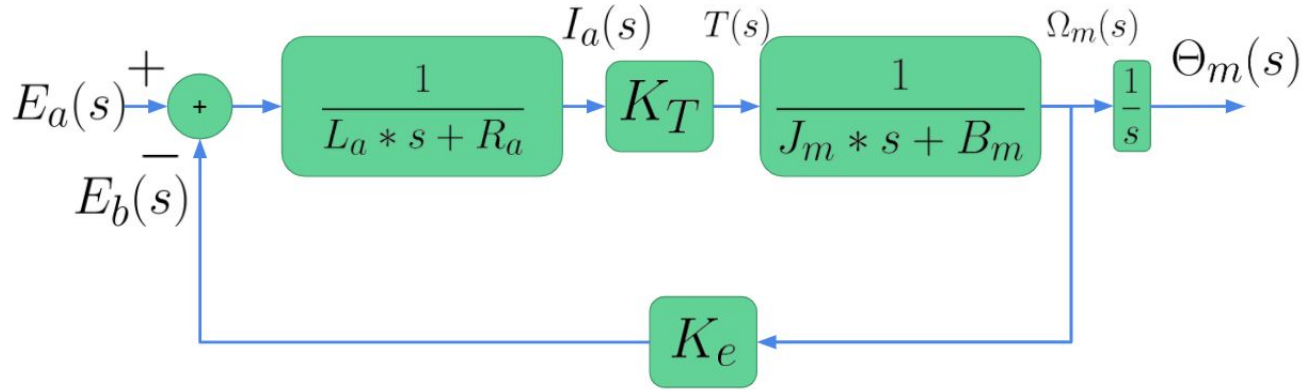 E_a(s)
+
+
−
E_b(s)
1
L_a * s + R_a
I_a(s)
K_T
T(s)
1
J_m * s + B_m
Ω_m(s)
1
s
Θ_m(s)
K_e